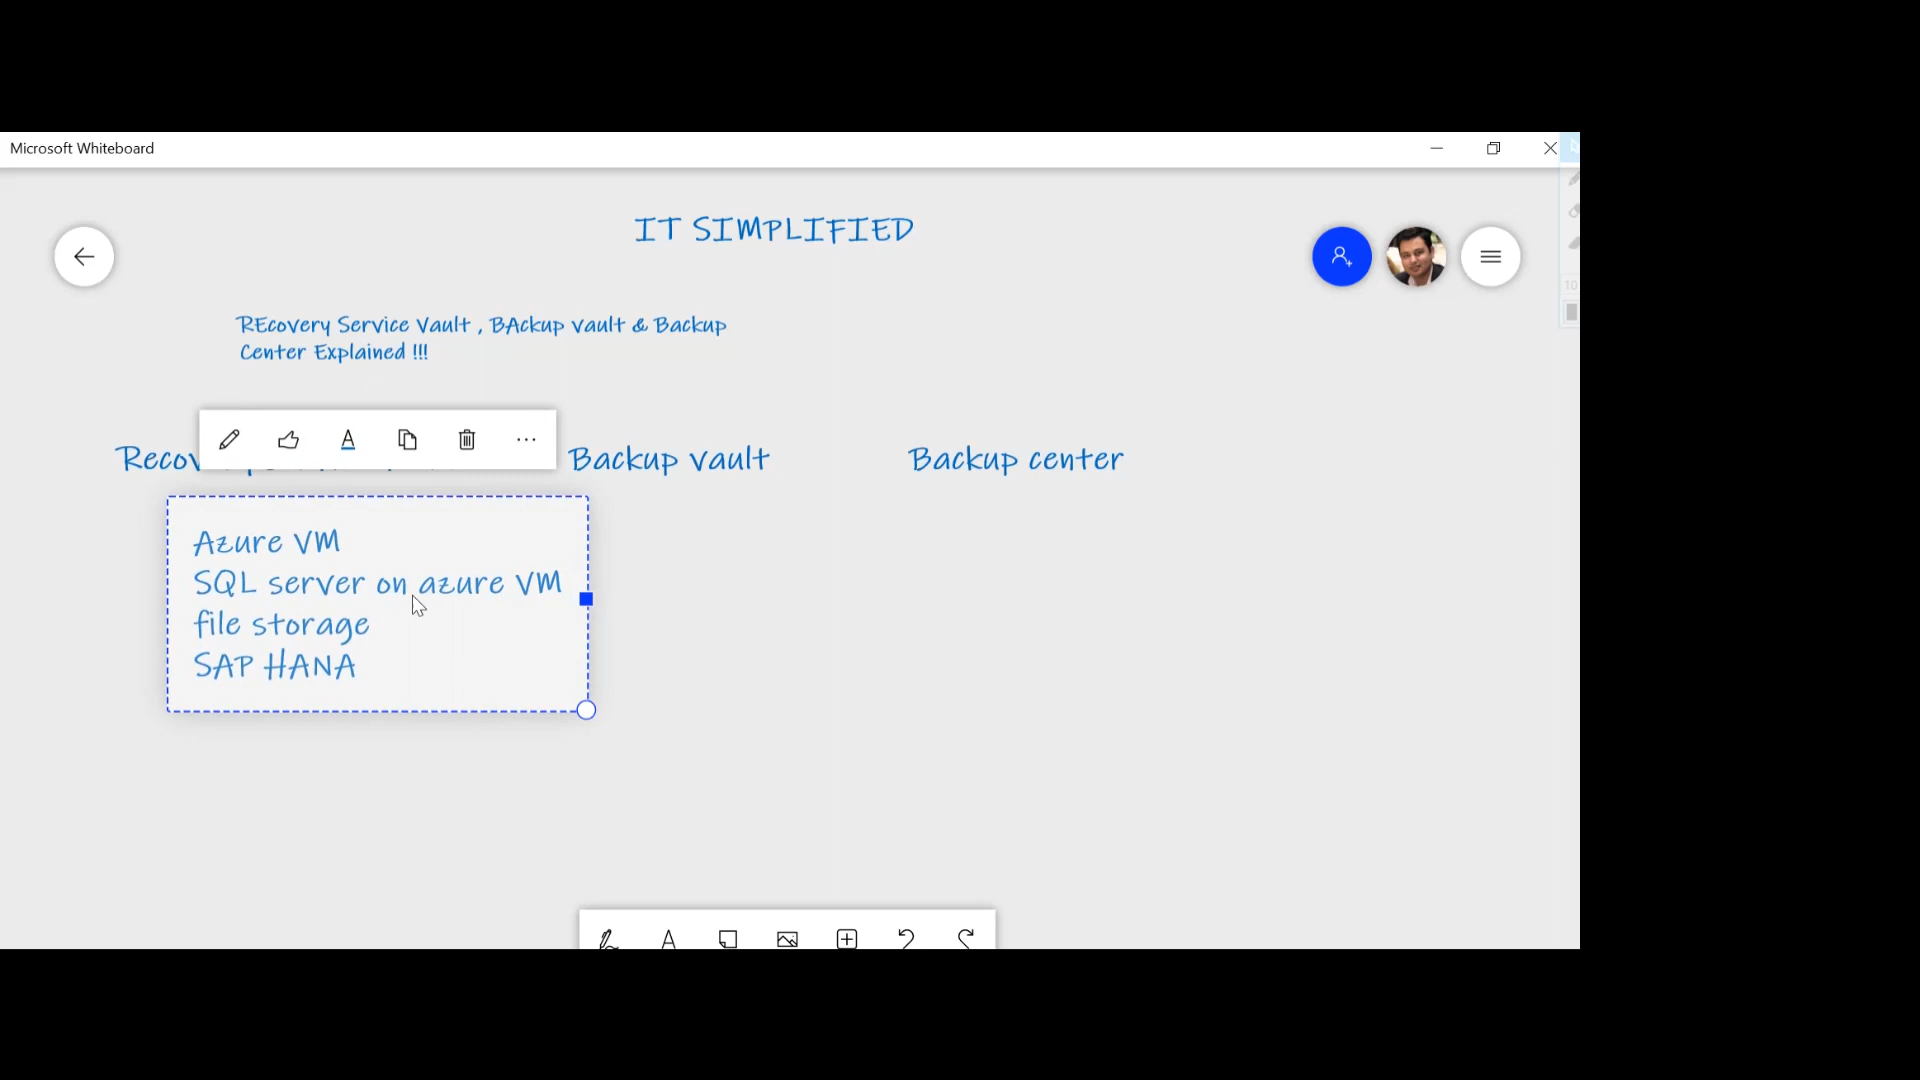 Microsoft Whiteboard
IT SIMPLIFIED
REcovery Service Vault , BAckup vault & Backup
Center Explained !!!
Backup vault
Backup center
Azure VM
SQL server on azure VM
file storage
SAP HANA
10